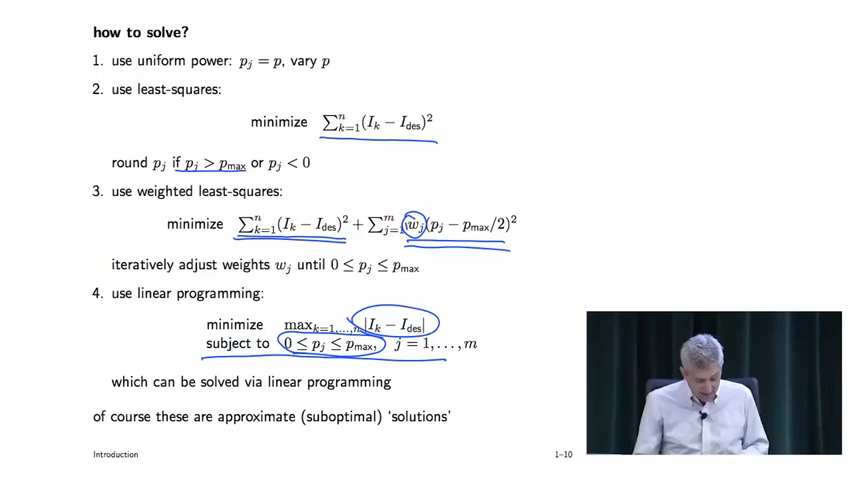 how to solve?
1. use uniform power: p_j = p, vary p
2. use least-squares:
minimize ∑_{k=1}^n (I_k − I_des)^2
round p_j if p_j > p_max or p_j < 0
3. use weighted least-squares:
minimize ∑_{k=1}^n (I_k − I_des)^2 + ∑_{j=1}^m w_j(p_j − p_max/2)^2
iteratively adjust weights w_j until 0 ≤ p_j ≤ p_max
4. use linear programming:
minimize max_{k=1,...,n} |I_k − I_des|
subject to 0 ≤ p_j ≤ p_max, j = 1, . . . , m
which can be solved via linear programming
of course these are approximate (suboptimal) ‘solutions’
Introduction 1–10